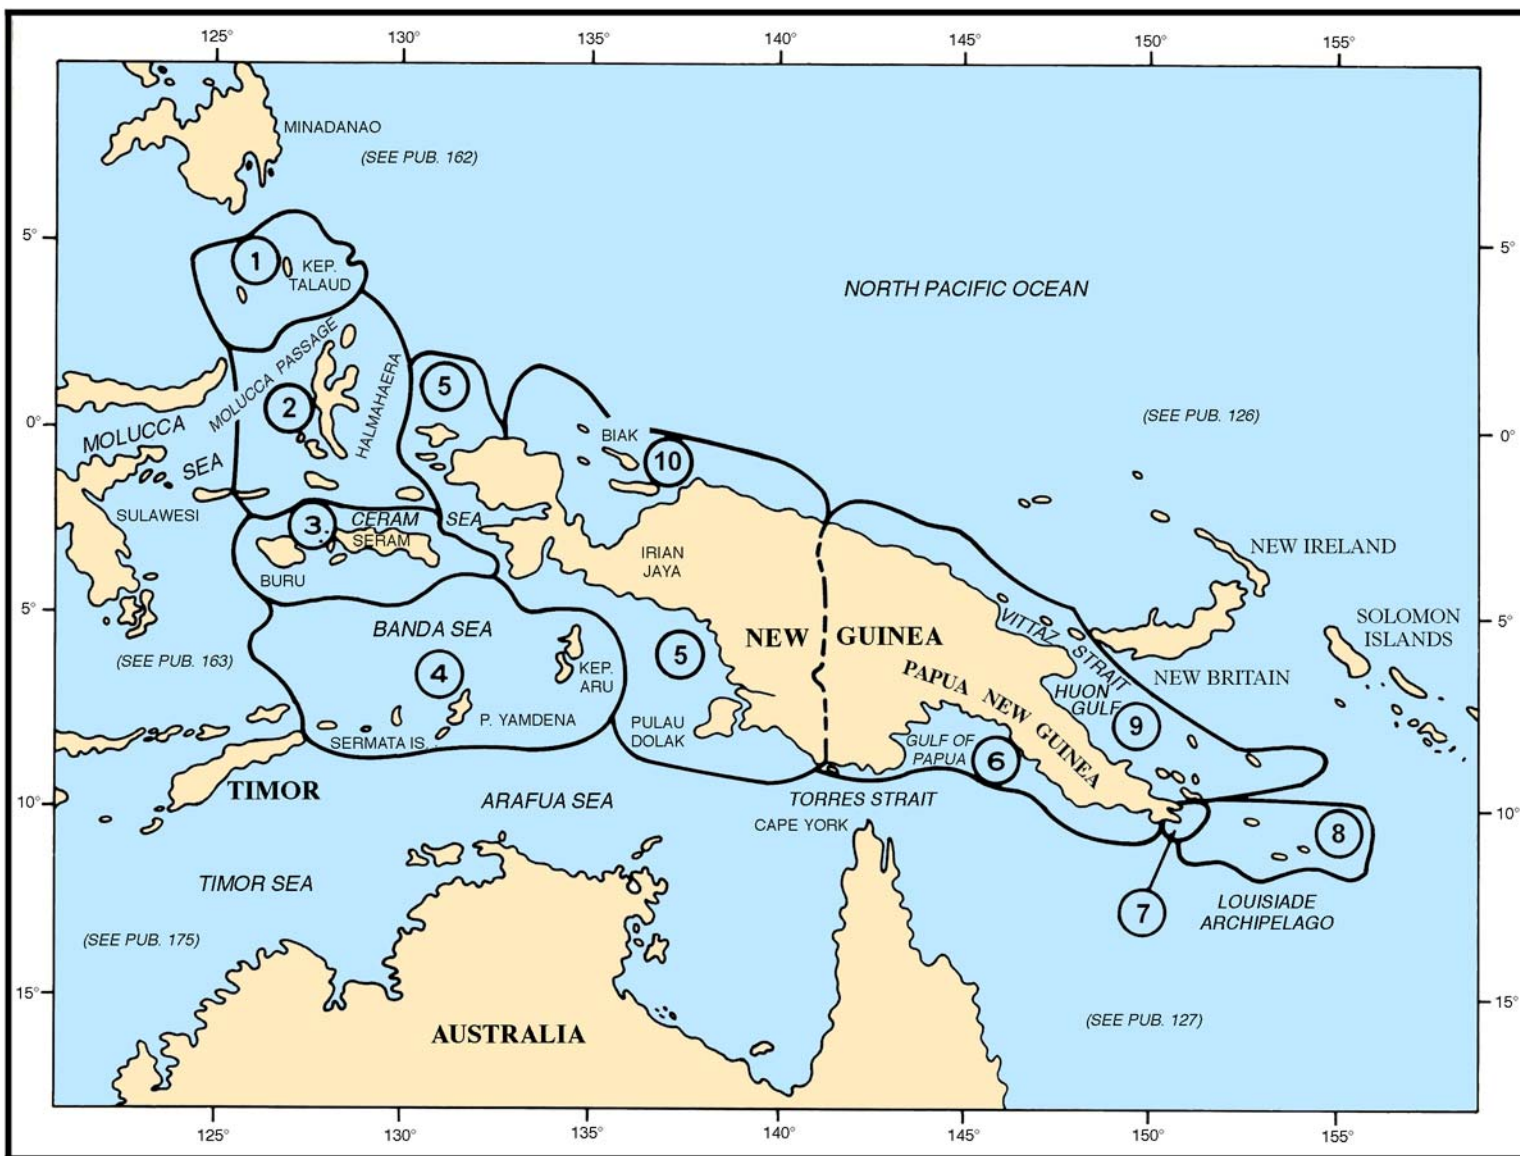 125°
130°
135°
140°
145°
150°
155°
MINADANAO
(SEE PUB. 162)
5°
5°
1
KEP.
TALAUD
NORTH PACIFIC OCEAN
MOLUCCA PASSAGE
HALMAHAERA
5
2
(SEE PUB. 126)
0°
0°
MOLUCCA
SEA
BIAK
10
SULAWESI
3
CERAM SEA
SERAM
BURU
IRIAN
JAYA
NEW IRELAND
5°
5°
BANDA SEA
(SEE PUB. 163)
4
KEP.
ARU
5
NEW GUINEA
VITTAZ STRAIT
SOLOMON
ISLANDS
PAPUA NEW GUINEA
NEW BRITAIN
HUON
GULF
9
P. YAMDENA
SERMATA IS.
PULAU
DOLAK
GULF OF
PAPUA
6
TIMOR
ARAFUA SEA
TORRES STRAIT
CAPE YORK
10°
10°
8
TIMOR SEA
7
LOUISIADE
ARCHIPELAGO
(SEE PUB. 175)
15°
15°
(SEE PUB. 127)
AUSTRALIA
125°
130°
135°
140°
145°
150°
155°